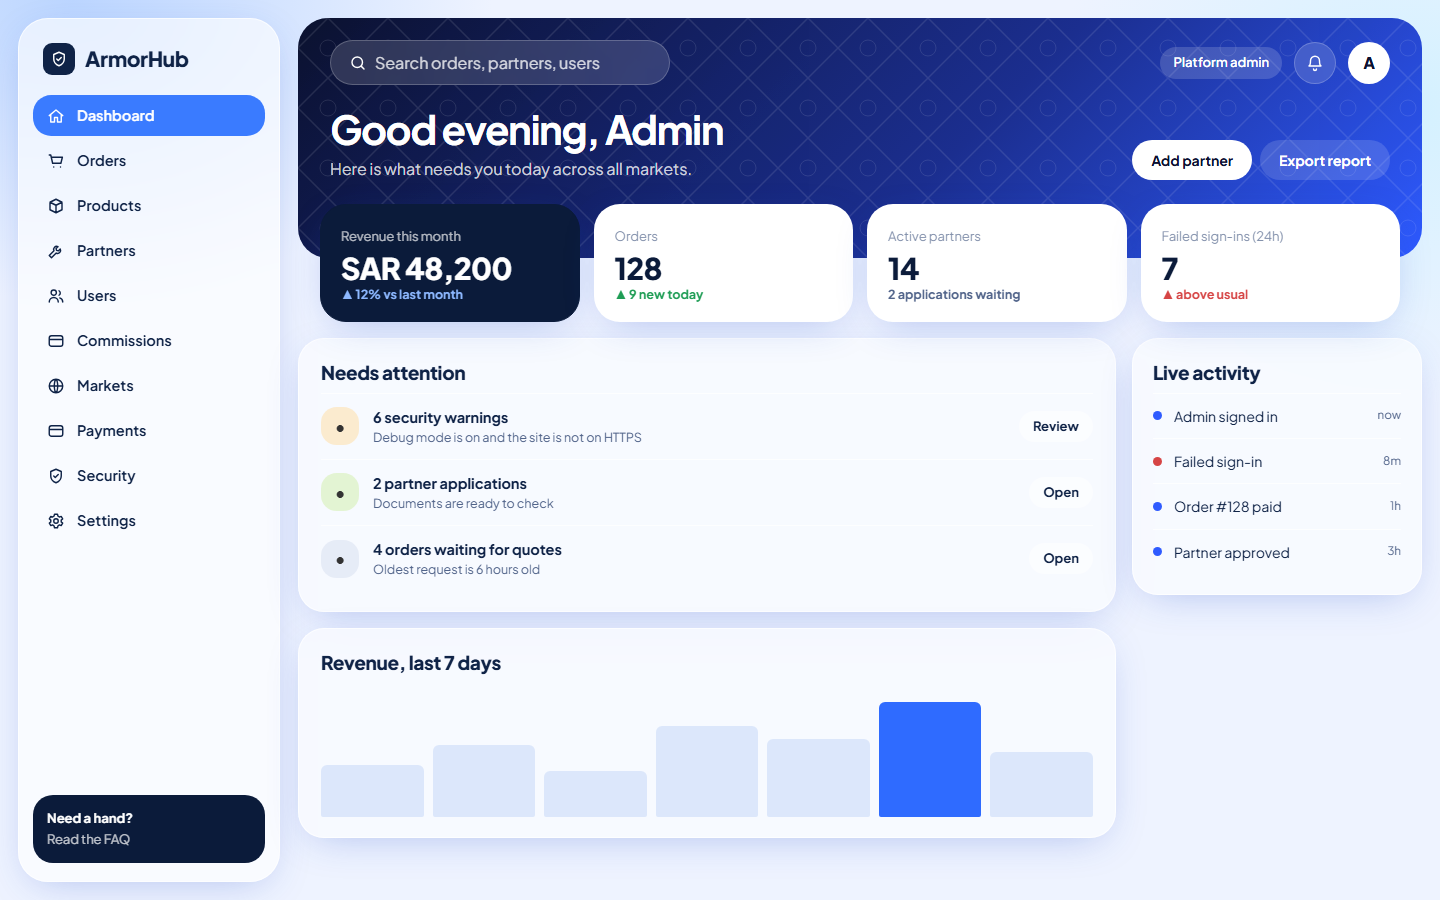 ArmorHub
Dashboard
Orders
Products
Partners
Users
Commissions
Markets
Payments
Security
Settings
Need a hand?
Read the FAQ
Search orders, partners, users
Platform admin
A
Good evening, Admin
Here is what needs you today across all markets.
Add partner
Export report
Revenue this month
SAR 48,200
▲ 12% vs last month
Orders
128
▲ 9 new today
Active partners
14
2 applications waiting
Failed sign-ins (24h)
7
▲ above usual
Needs attention
6 security warnings
Debug mode is on and the site is not on HTTPS
Review
2 partner applications
Documents are ready to check
Open
4 orders waiting for quotes
Oldest request is 6 hours old
Open
Live activity
Admin signed in now
Failed sign-in 8m
Order #128 paid 1h
Partner approved 3h
Revenue, last 7 days